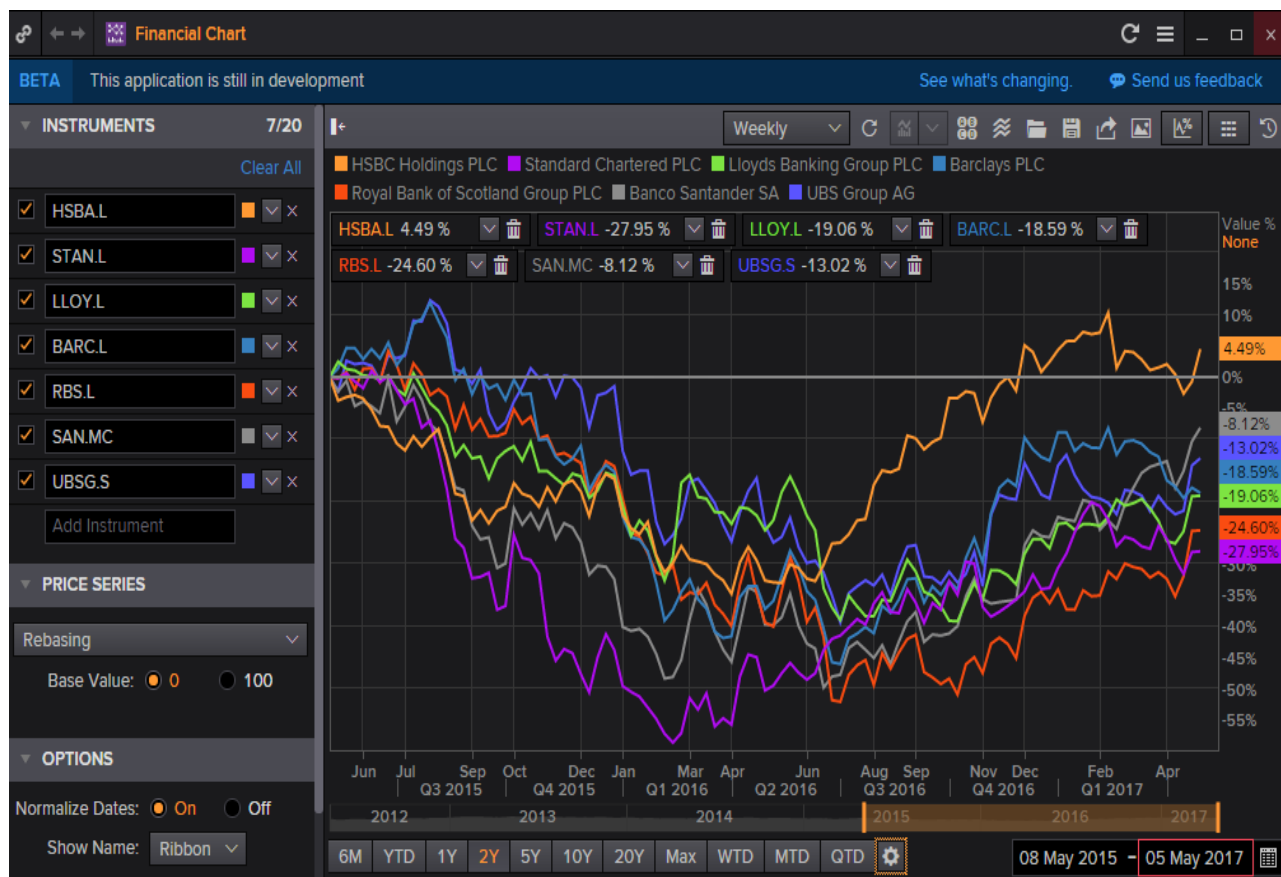 Financial Chart
BETA This application is still in development See what's changing. Send us feedback
INSTRUMENTS 7/20
Clear All
HSBA.L
STAN.L
LLOY.L
BARC.L
RBS.L
SAN.MC
UBSG.S
Add Instrument
PRICE SERIES
Rebasing
Base Value: 0 100
OPTIONS
Normalize Dates: On Off
Show Name: Ribbon
Weekly
HSBC Holdings PLC Standard Chartered PLC Lloyds Banking Group PLC Barclays PLC
Royal Bank of Scotland Group PLC Banco Santander SA UBS Group AG
HSBA.L 4.49 % STAN.L -27.95 % LLOY.L -19.06 % BARC.L -18.59 %
RBS.L -24.60 % SAN.MC -8.12 % UBSG.S -13.02 %
Value %
None
15%
10%
4.49%
0%
-5%
-8.12%
-13.02%
-18.59%
-19.06%
-24.60%
-27.95%
-30%
-35%
-40%
-45%
-50%
-55%
Jun Jul Sep Oct Dec Jan Mar Apr Jun Aug Sep Nov Dec Feb Apr
Q3 2015 Q4 2015 Q1 2016 Q2 2016 Q3 2016 Q4 2016 Q1 2017
2012 2013 2014 2015 2016 2017
6M YTD 1Y 2Y 5Y 10Y 20Y Max WTD MTD QTD 08 May 2015 - 05 May 2017